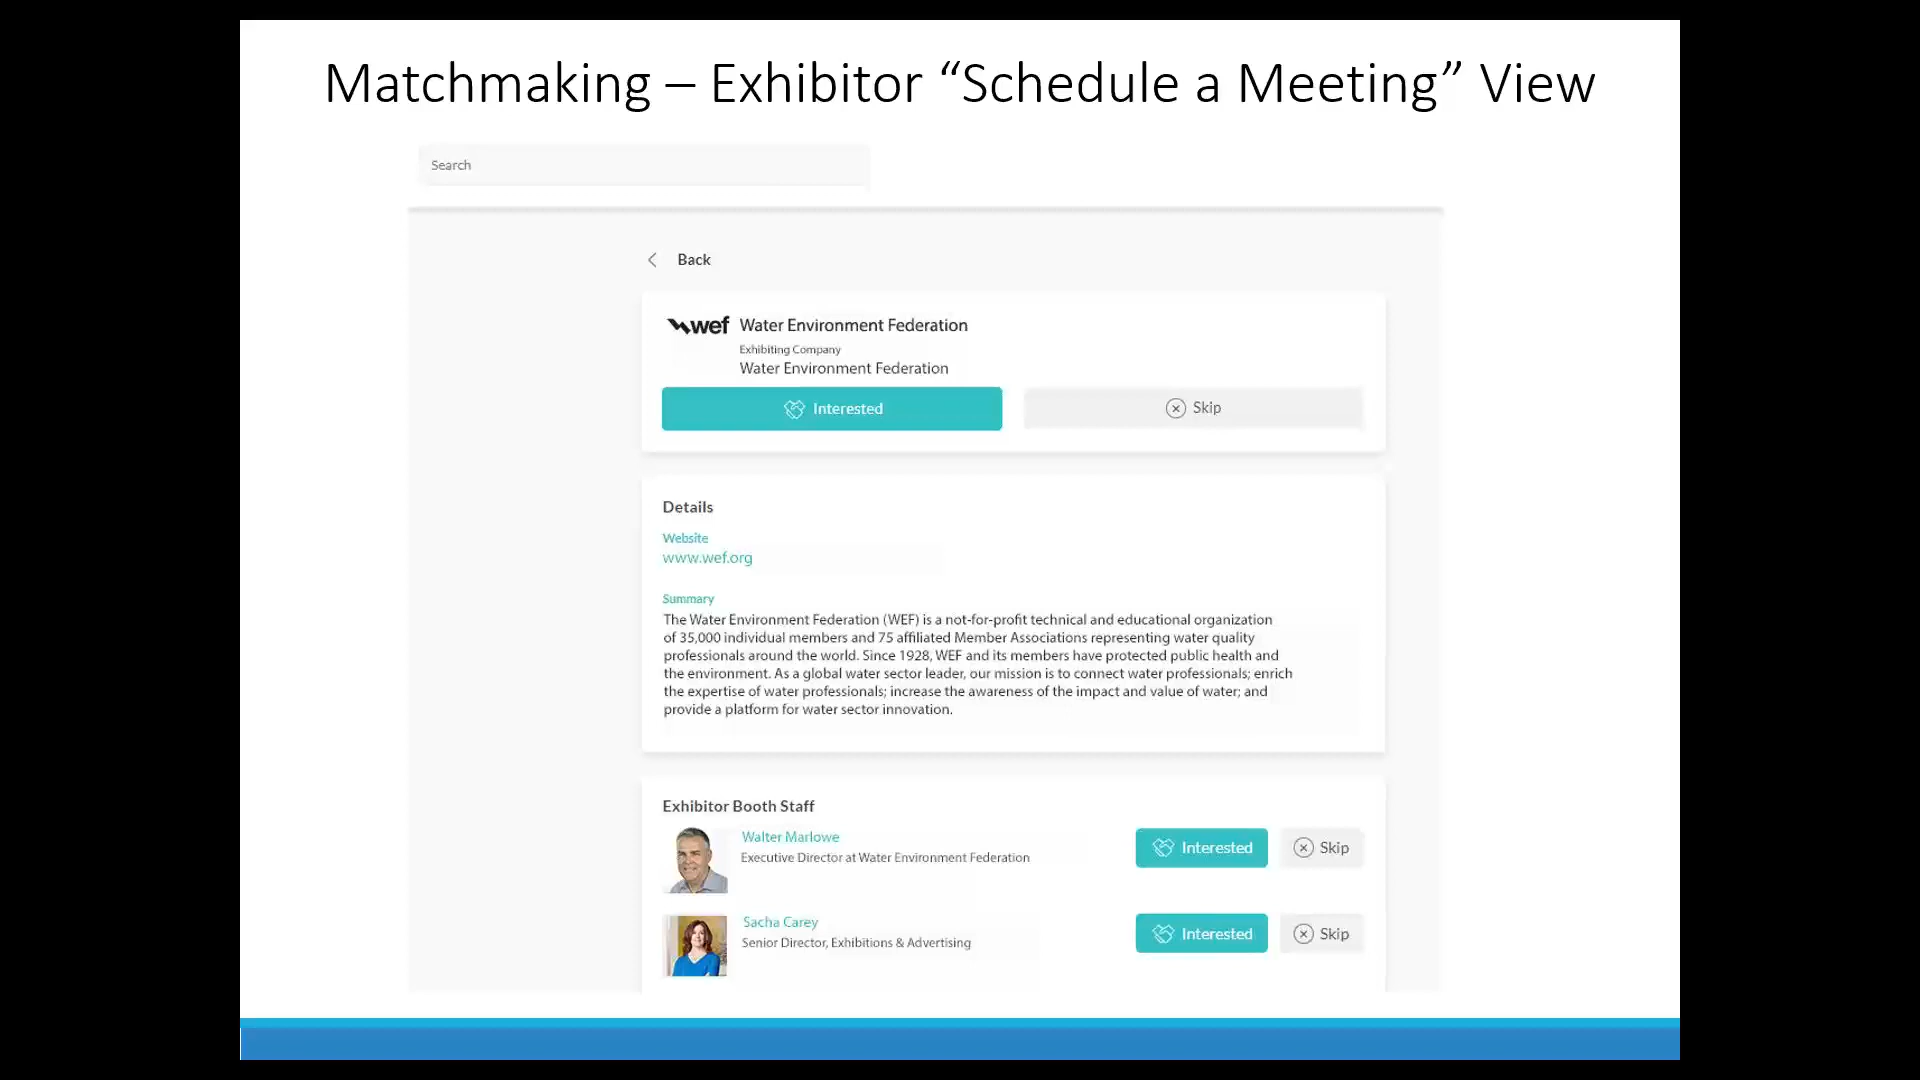 Matchmaking – Exhibitor “Schedule a Meeting” View
Search
Back
wef
Water Environment Federation
Exhibiting Company
Water Environment Federation
Interested
Skip
Details
Website
www.wef.org
Summary
The Water Environment Federation (WEF) is a not-for-profit technical and educational organization
of 35,000 individual members and 75 affiliated Member Associations representing water quality
professionals around the world. Since 1928, WEF and its members have protected public health and
the environment. As a global water sector leader, our mission is to connect water professionals; enrich
the expertise of water professionals; increase the awareness of the impact and value of water; and
provide a platform for water sector innovation.
Exhibitor Booth Staff
Walter Marlowe
Executive Director at Water Environment Federation
Interested
Skip
Sacha Carey
Senior Director, Exhibitions & Advertising
Interested
Skip